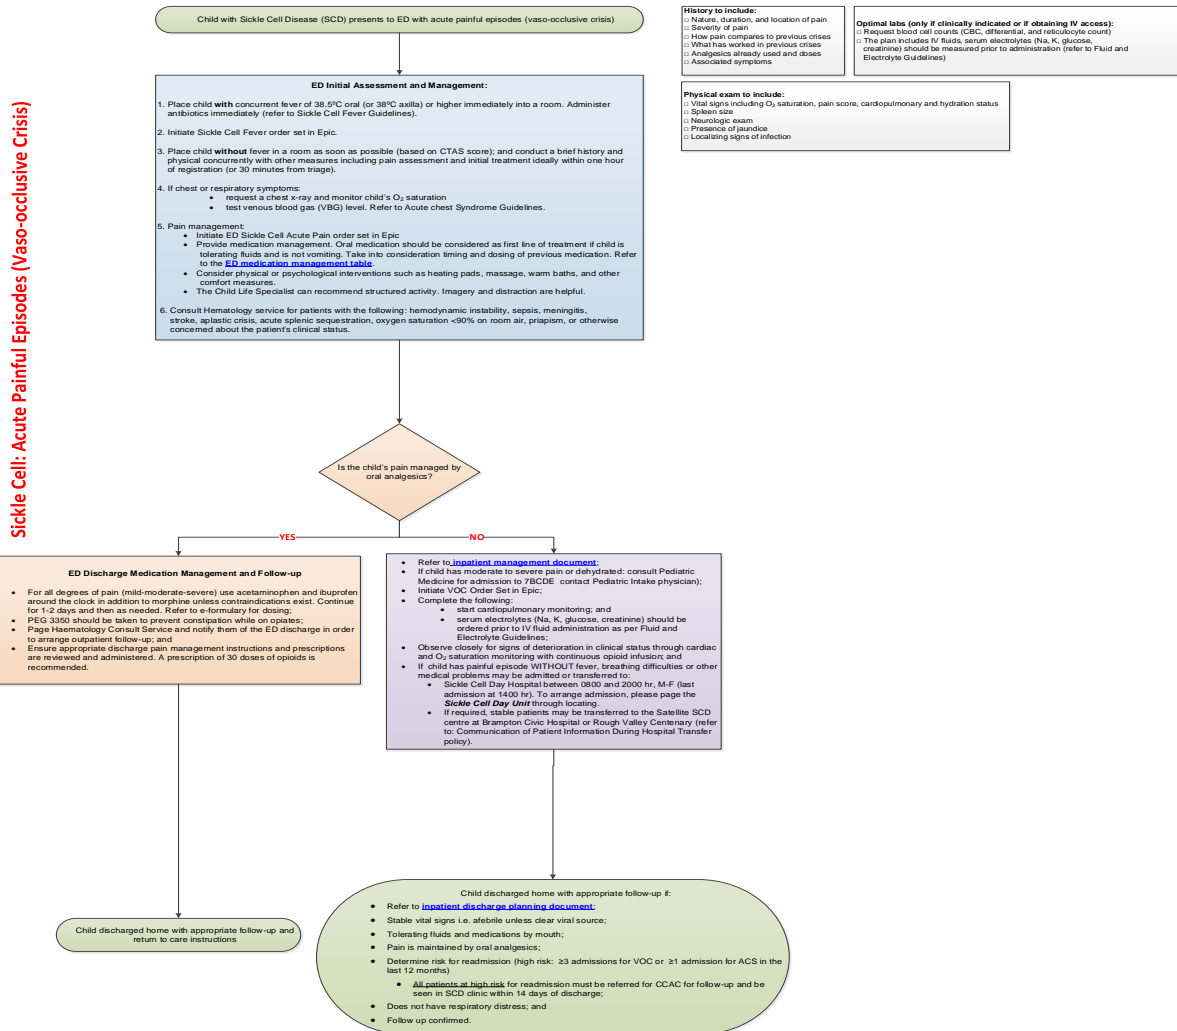 Sickle Cell: Acute Painful Episodes (Vaso-occlusive Crisis)
Child with Sickle Cell Disease (SCD) presents to ED with acute painful episodes (vaso-occlusive crisis)
History to include:
□ Nature, duration, and location of pain
□ Severity of pain
□ How pain compares to previous crises
□ What has worked in previous crises
□ Analgesics already used and doses
□ Associated symptoms
Optimal labs (only if clinically indicated or if obtaining IV access):
□ Request blood cell counts (CBC, differential, and reticulocyte count)
□ The plan includes IV fluids, serum electrolytes (Na, K, glucose,
creatinine) should be measured prior to administration (refer to Fluid and
Electrolyte Guidelines)
Physical exam to include:
□ Vital signs including O₂ saturation, pain score, cardiopulmonary and hydration status
□ Spleen size
□ Neurologic exam
□ Presence of jaundice
□ Localizing signs of infection
ED Initial Assessment and Management:
1. Place child with concurrent fever of 38.5ºC oral (or 38ºC axilla) or higher immediately into a room. Administer
antibiotics immediately (refer to Sickle Cell Fever Guidelines).
2. Initiate Sickle Cell Fever order set in Epic.
3. Place child without fever in a room as soon as possible (based on CTAS score); and conduct a brief history and
physical concurrently with other measures including pain assessment and initial treatment ideally within one hour
of registration (or 30 minutes from triage).
4. If chest or respiratory symptoms:
• request a chest x-ray and monitor child's O₂ saturation
• test venous blood gas (VBG) level. Refer to Acute chest Syndrome Guidelines.
5. Pain management:
• Initiate ED Sickle Cell Acute Pain order set in Epic
• Provide medication management. Oral medication should be considered as first line of treatment if child is
tolerating fluids and is not vomiting. Take into consideration timing and dosing of previous medication. Refer
to the ED medication management table.
• Consider physical or psychological interventions such as heating pads, massage, warm baths, and other
comfort measures.
• The Child Life Specialist can recommend structured activity. Imagery and distraction are helpful.
6. Consult Hematology service for patients with the following: hemodynamic instability, sepsis, meningitis,
stroke, aplastic crisis, acute splenic sequestration, oxygen saturation <90% on room air, priapism, or otherwise
concerned about the patient's clinical status.
Is the child's pain managed by
oral analgesics?
YES
NO
ED Discharge Medication Management and Follow-up
• For all degrees of pain (mild-moderate-severe) use acetaminophen and ibuprofen
around the clock in addition to morphine unless contraindications exist. Continue
for 1-2 days and then as needed. Refer to e-formulary for dosing;
• PEG 3350 should be taken to prevent constipation while on opiates;
• Page Haematology Consult Service and notify them of the ED discharge in order
to arrange outpatient follow-up; and
• Ensure appropriate discharge pain management instructions and prescriptions
are reviewed and administered. A prescription of 30 doses of opioids is
recommended.
• Refer to inpatient management document;
• If child has moderate to severe pain or dehydrated: consult Pediatric
Medicine for admission to 7BCDE contact Pediatric Intake physician);
• Initiate VOC Order Set in Epic;
• Complete the following:
• start cardiopulmonary monitoring; and
• serum electrolytes (Na, K, glucose, creatinine) should be
ordered prior to IV fluid administration as per Fluid and
Electrolyte Guidelines;
• Observe closely for signs of deterioration in clinical status through cardiac
and O₂ saturation monitoring with continuous opioid infusion; and
• If child has painful episode WITHOUT fever, breathing difficulties or other
medical problems may be admitted or transferred to:
• Sickle Cell Day Hospital between 0800 and 2000 hr, M-F (last
admission at 1400 hr). To arrange admission, please page the
Sickle Cell Day Unit through locating.
• If required, stable patients may be transferred to the Satellite SCD
centre at Brampton Civic Hospital or Rough Valley Centenary (refer
to: Communication of Patient Information During Hospital Transfer
policy).
Child discharged home with appropriate follow-up and
return to care instructions
Child discharged home with appropriate follow-up if:
• Refer to inpatient discharge planning document;
• Stable vital signs i.e. afebrile unless clear viral source;
• Tolerating fluids and medications by mouth;
• Pain is maintained by oral analgesics;
• Determine risk for readmission (high risk: ≥3 admissions for VOC or ≥1 admission for ACS in the
last 12 months)
• All patients at high risk for readmission must be referred for CCAC for follow-up and be
seen in SCD clinic within 14 days of discharge;
• Does not have respiratory distress; and
• Follow up confirmed.